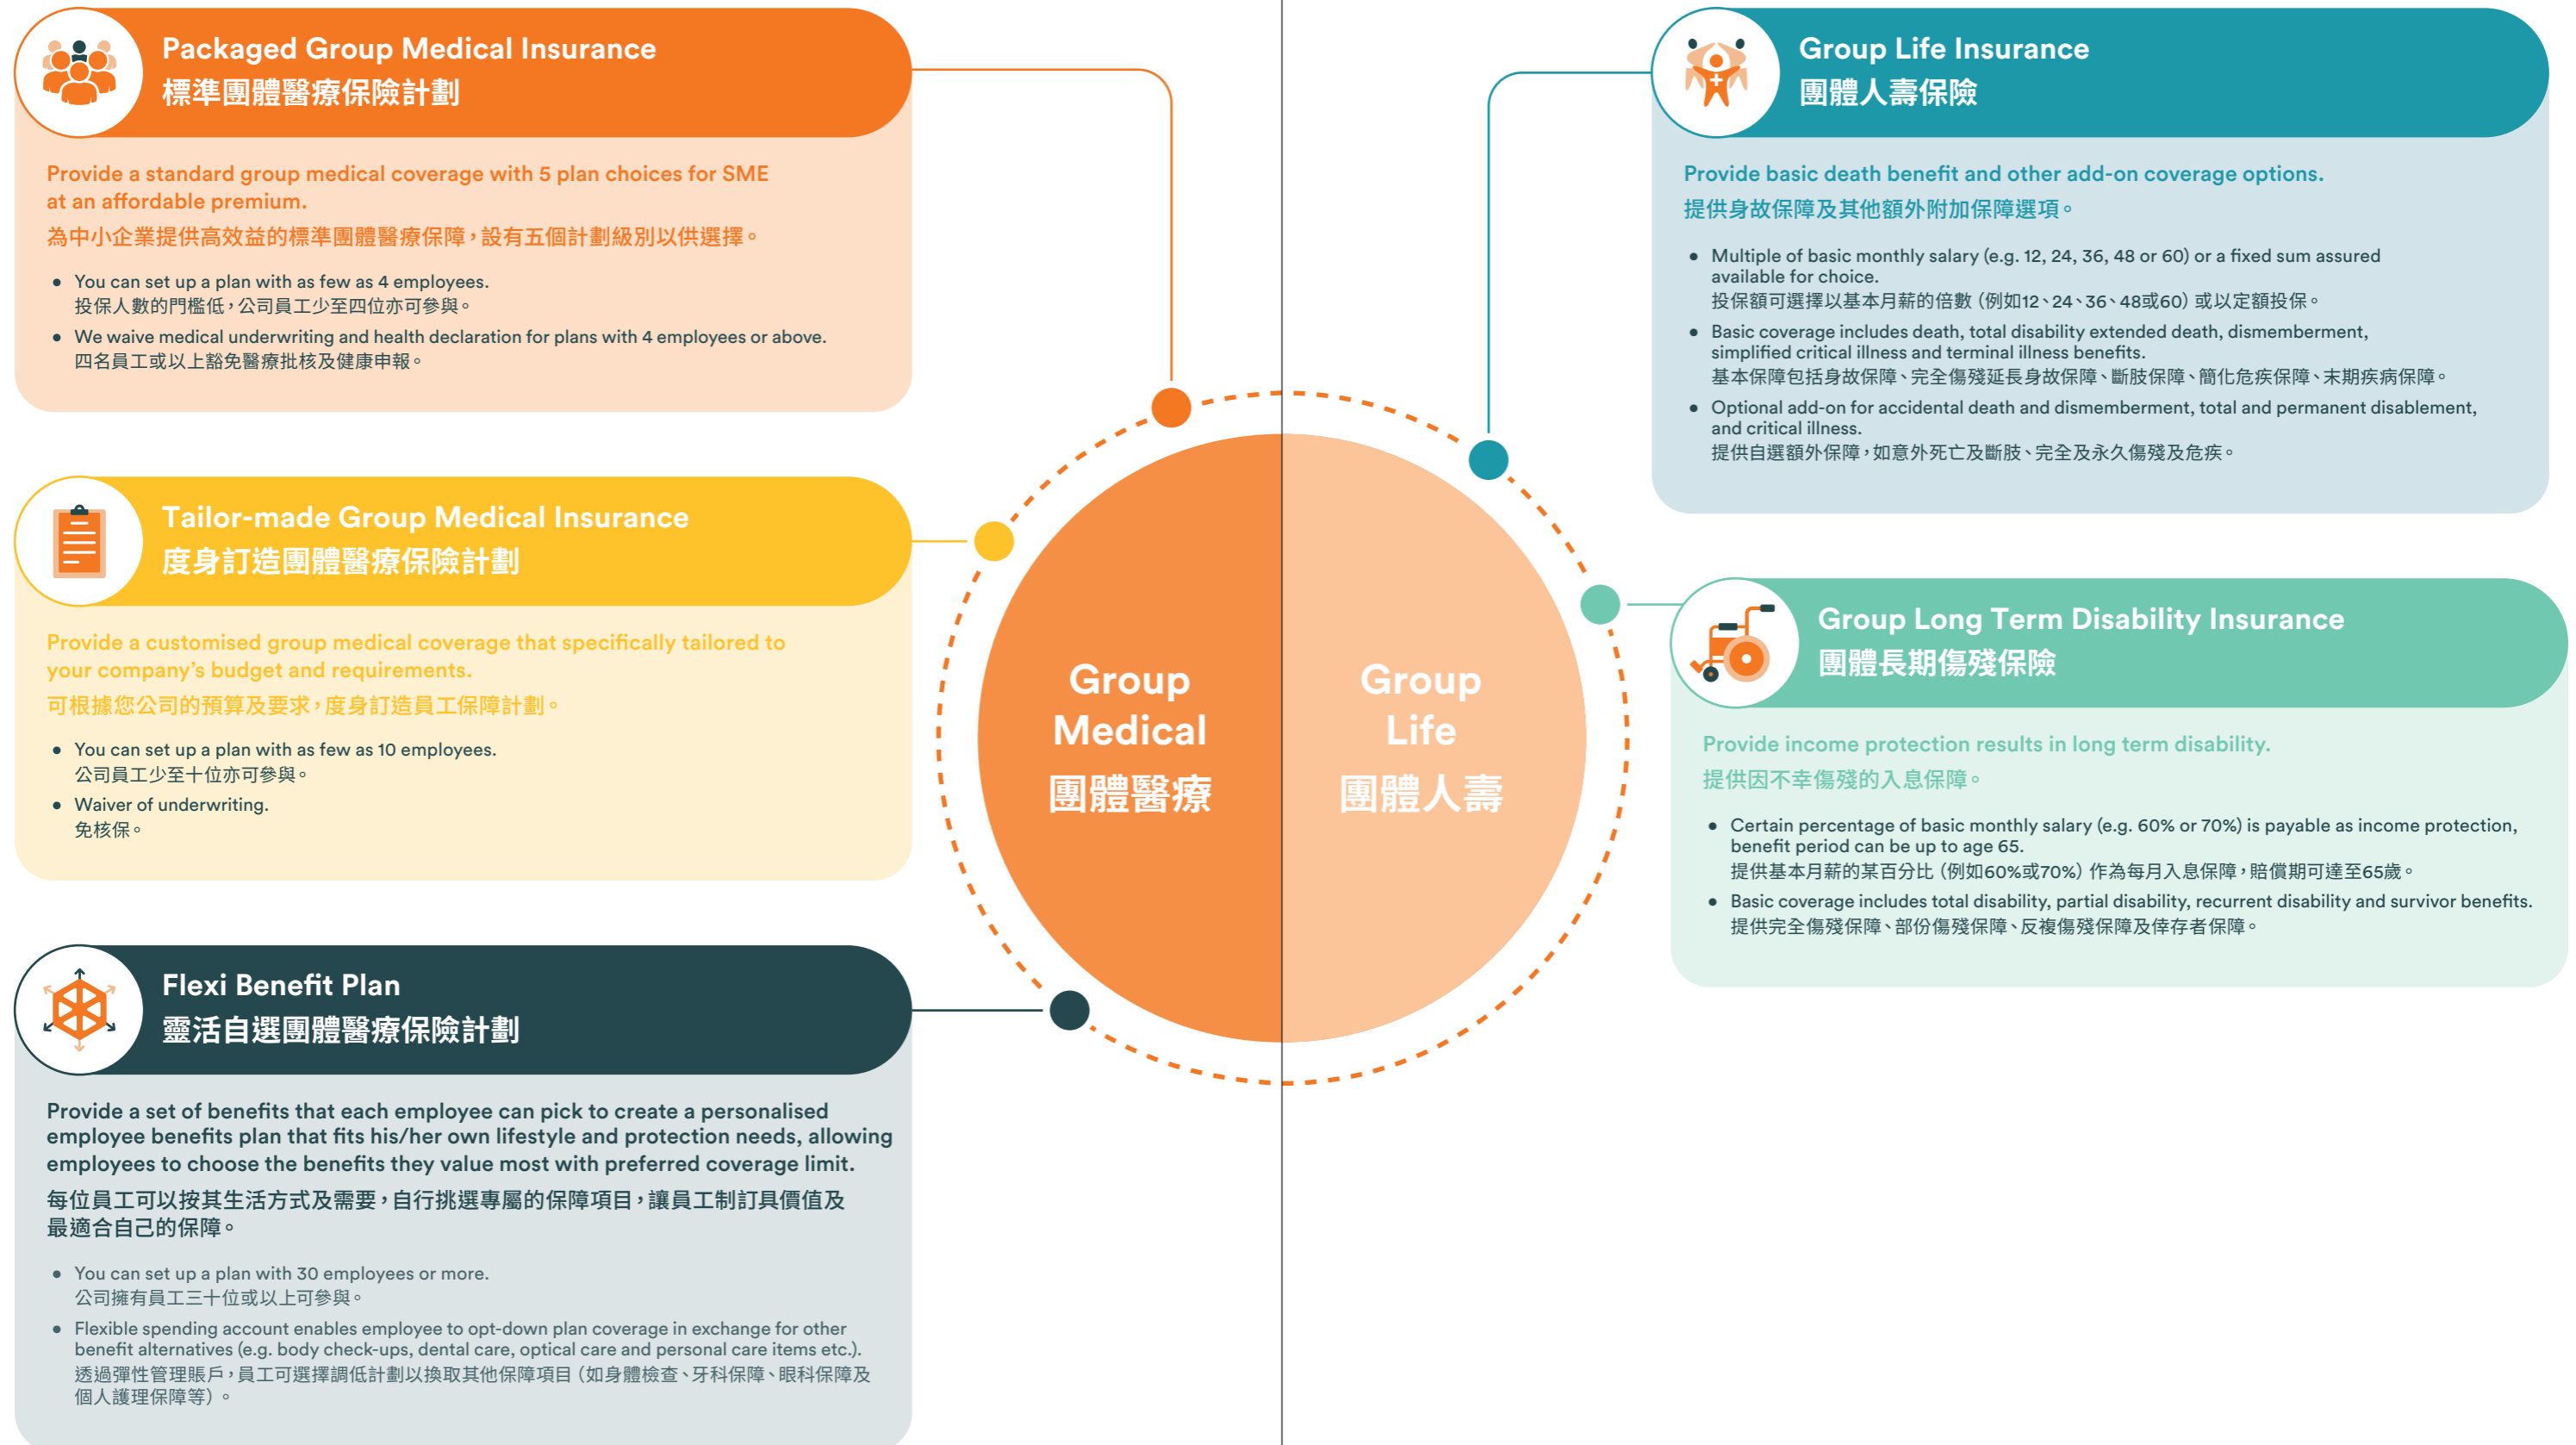 Packaged Group Medical Insurance
標準團體醫療保險計劃
Provide a standard group medical coverage with 5 plan choices for SME
at an affordable premium.
為中小企業提供高效益的標準團體醫療保障，設有五個計劃級別以供選擇。
• You can set up a plan with as few as 4 employees.
投保人數的門檻低，公司員工少至四位亦可參與。
• We waive medical underwriting and health declaration for plans with 4 employees or above.
四名員工或以上豁免醫療批核及健康申報。
Tailor-made Group Medical Insurance
度身訂造團體醫療保險計劃
Provide a customised group medical coverage that specifically tailored to
your company's budget and requirements.
可根據您公司的預算及要求，度身訂造員工保障計劃。
• You can set up a plan with as few as 10 employees.
公司員工少至十位亦可參與。
• Waiver of underwriting.
免核保。
Flexi Benefit Plan
靈活自選團體醫療保險計劃
Provide a set of benefits that each employee can pick to create a personalised
employee benefits plan that fits his/her own lifestyle and protection needs, allowing
employees to choose the benefits they value most with preferred coverage limit.
每位員工可以按其生活方式及需要，自行挑選專屬的保障項目，讓員工制訂具價值及
最適合自己的保障。
• You can set up a plan with 30 employees or more.
公司擁有員工三十位或以上可參與。
• Flexible spending account enables employee to opt-down plan coverage in exchange for other
benefit alternatives (e.g. body check-ups, dental care, optical care and personal care items etc.).
透過彈性管理賬戶，員工可選擇調低計劃以換取其他保障項目（如身體檢查、牙科保障、眼科保障及
個人護理保障等）。
Group
Medical
團體醫療
Group
Life
團體人壽
Group Life Insurance
團體人壽保險
Provide basic death benefit and other add-on coverage options.
提供身故保障及其他額外附加保障選項。
• Multiple of basic monthly salary (e.g. 12, 24, 36, 48 or 60) or a fixed sum assured
available for choice.
投保額可選擇以基本月薪的倍數（例如12、24、36、48或60）或以定額投保。
• Basic coverage includes death, total disability extended death, dismemberment,
simplified critical illness and terminal illness benefits.
基本保障包括身故保障、完全傷殘延長身故保障、斷肢保障、簡化危疾保障、末期疾病保障。
• Optional add-on for accidental death and dismemberment, total and permanent disablement,
and critical illness.
提供自選額外保障，如意外死亡及斷肢、完全及永久傷殘及危疾。
Group Long Term Disability Insurance
團體長期傷殘保險
Provide income protection results in long term disability.
提供因不幸傷殘的入息保障。
• Certain percentage of basic monthly salary (e.g. 60% or 70%) is payable as income protection,
benefit period can be up to age 65.
提供基本月薪的某百分比（例如60%或70%）作為每月入息保障，賠償期可達至65歲。
• Basic coverage includes total disability, partial disability, recurrent disability and survivor benefits.
提供完全傷殘保障、部份傷殘保障、反複傷殘保障及倖存者保障。